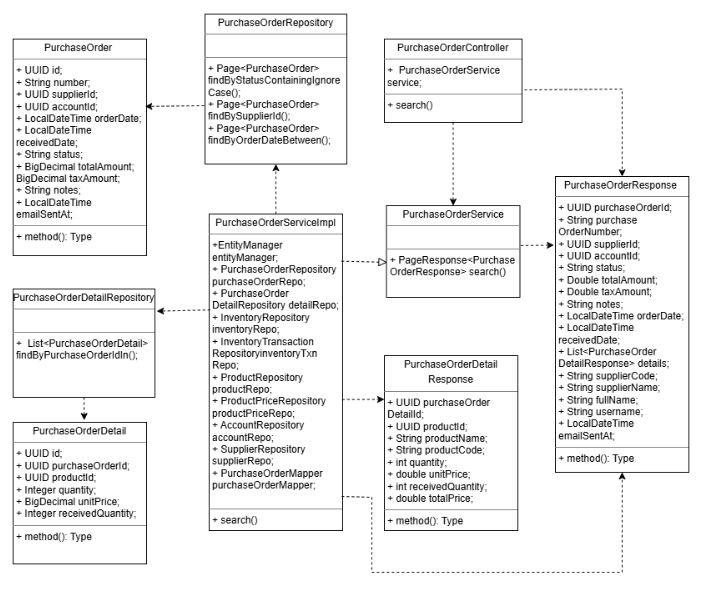 PurchaseOrder
+ UUID id;
+ String number;
+ UUID supplierId;
+ UUID accountId;
+ LocalDateTime orderDate;
+ LocalDateTime
receivedDate;
+ String status;
+ BigDecimal totalAmount;
BigDecimal taxAmount;
+ String notes;
+ LocalDateTime
emailSentAt;
+ method(): Type
PurchaseOrderRepository
+ Page<PurchaseOrder>
findByStatusContainingIgnore
Case();
+ Page<PurchaseOrder>
findBySupplierId();
+ Page<PurchaseOrder>
findByOrderDateBetween();
PurchaseOrderController
+ PurchaseOrderService
service;
+ search()
PurchaseOrderResponse
+ UUID purchaseOrderId;
+ String purchase
OrderNumber;
+ UUID supplierId;
+ UUID accountId;
+ String status;
+ Double totalAmount;
+ Double taxAmount;
+ String notes;
+ LocalDateTime orderDate;
+ LocalDateTime
receivedDate;
+ List<PurchaseOrder
DetailResponse> details;
+ String supplierCode;
+ String supplierName;
+ String fullName;
+ String username;
+ LocalDateTime
emailSentAt;
+ method(): Type
PurchaseOrderServiceImpl
+EntityManager
entityManager;
+ PurchaseOrderRepository
purchaseOrderRepo;
+ PurchaseOrder
DetailRepository detailRepo;
+ InventoryRepository
inventoryRepo;
+ InventoryTransaction
RepositoryinventoryTxn
Repo;
+ ProductRepository
productRepo;
+ ProductPriceRepository
productPriceRepo;
+ AccountRepository
accountRepo;
+ SupplierRepository
supplierRepo;
+ PurchaseOrderMapper
purchaseOrderMapper;
+ search()
PurchaseOrderService
+ PageResponse<Purchase
OrderResponse> search()
PurchaseOrderDetailRepository
+ List<PurchaseOrderDetail>
findByPurchaseOrderIdIn();
PurchaseOrderDetail
Response
+ UUID purchaseOrder
DetailId;
+ UUID productId;
+ String productName;
+ String productCode;
+ int quantity;
+ double unitPrice;
+ int receivedQuantity;
+ double totalPrice;
+ method(): Type
PurchaseOrderDetail
+ UUID id;
+ UUID purchaseOrderId;
+ UUID productId;
+ Integer quantity;
+ BigDecimal unitPrice;
+ Integer receivedQuantity;
+ method(): Type